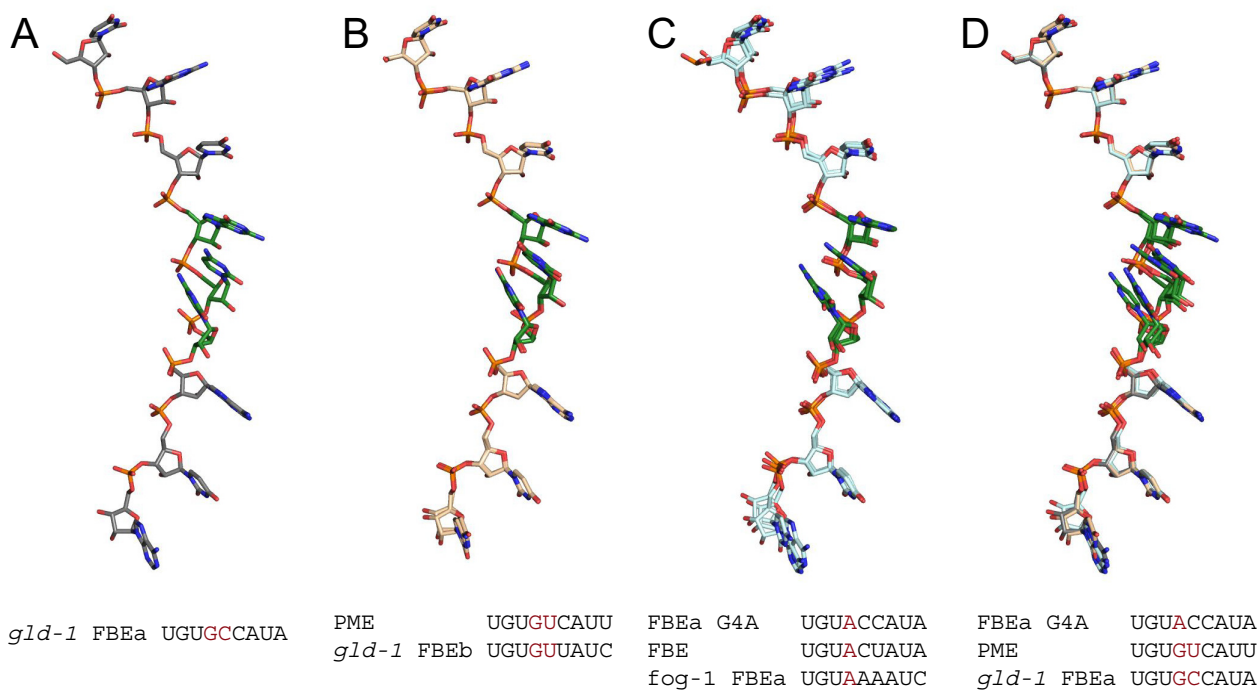 A
B
C
D
gld-1 FBEa UGUGCCAUA
PME UGUGUCAUU
gld-1 FBEb UGUGUUAUC
FBEa G4A UGUACCAUA
FBE UGUACUAUA
fog-1 FBEa UGUAAAAUC
FBEa G4A UGUACCAUA
PME UGUGUCAUU
gld-1 FBEa UGUGCCAUA